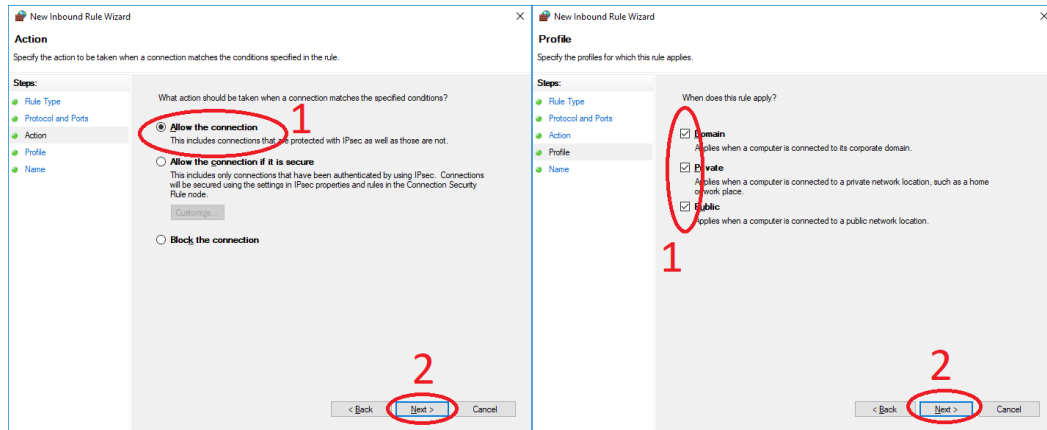 New Inbound Rule Wizard
Action
Specify the action to be taken when a connection matches the conditions specified in the rule.
Steps:
Rule Type
Protocol and Ports
Action
Profile
Name
What action should be taken when a connection matches the specified conditions?
Allow the connection
This includes connections that are protected with IPsec as well as those are not.
Allow the connection if it is secure
This includes only connections that have been authenticated by using IPsec. Connections
will be secured using the settings in IPsec properties and rules in the Connection Security
Rule node.
Customize...
Block the connection
1
2
< Back
Next >
Cancel
New Inbound Rule Wizard
Profile
Specify the profiles for which this rule applies.
Steps:
Rule Type
Protocol and Ports
Action
Profile
Name
When does this rule apply?
Domain
Applies when a computer is connected to its corporate domain.
Private
Applies when a computer is connected to a private network location, such as a home
or work place.
Public
Applies when a computer is connected to a public network location.
1
2
< Back
Next >
Cancel